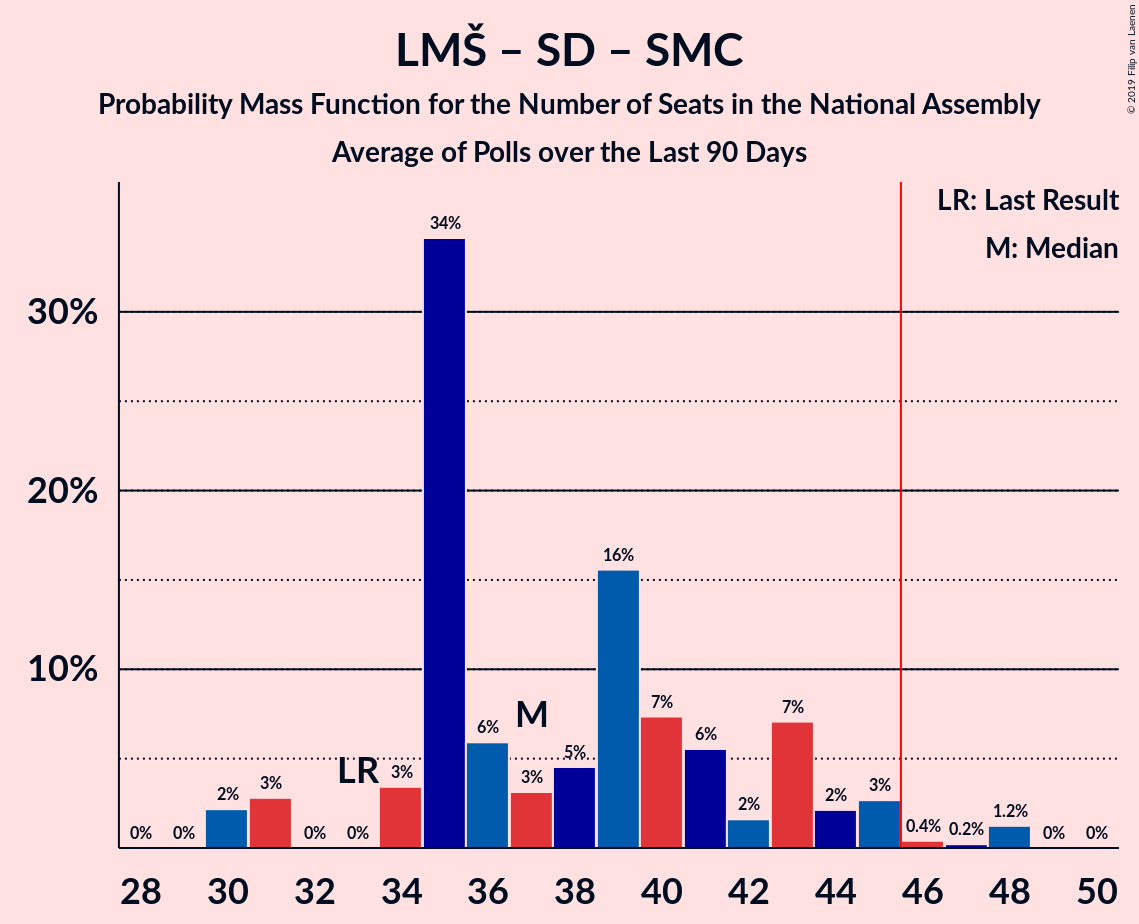 LMŠ – SD – SMC
Probability Mass Function for the Number of Seats in the National Assembly
Average of Polls over the Last 90 Days
© 2019 Filip van Laenen
LR: Last Result
M: Median
30%
20%
10%
0%
0%
2%
3%
0%
0%
LR
3%
34%
6%
M
3%
5%
16%
7%
6%
2%
7%
2%
3%
0.4%
0.2%
1.2%
0%
0%
28 30 32 34 36 38 40 42 44 46 48 50